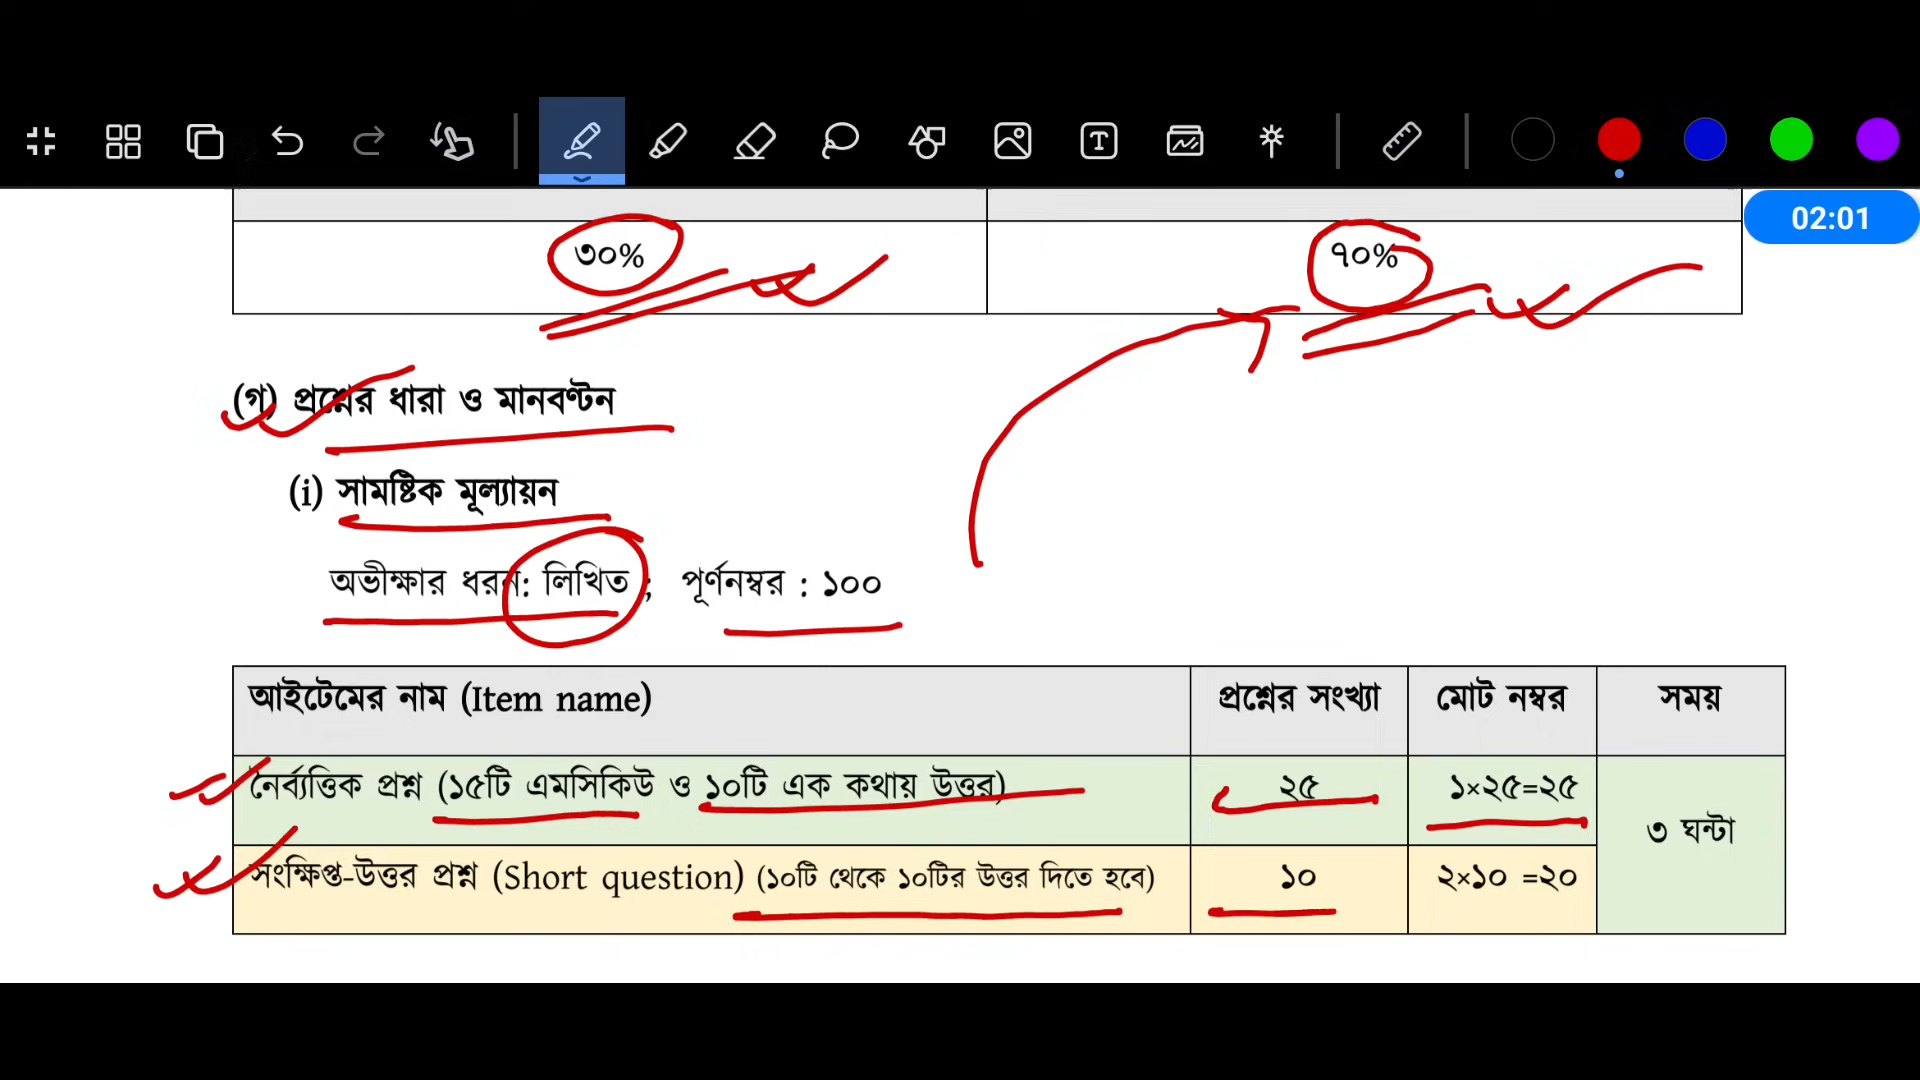 02:01
৩০% ৭০%
(গ) প্রশ্নের ধারা ও মানবণ্টন
(i) সামষ্টিক মূল্যায়ন
অভীক্ষার ধরন: লিখিত ; পূর্ণনম্বর : ১০০
আইটেমের নাম (Item name) প্রশ্নের সংখ্যা মোট নম্বর সময়
নৈর্ব্যত্তিক প্রশ্ন (১৫টি এমসিকিউ ও ১০টি এক কথায় উত্তর) ২৫ ১×২৫=২৫
৩ ঘন্টা
সংক্ষিপ্ত-উত্তর প্রশ্ন (Short question) (১০টি থেকে ১০টির উত্তর দিতে হবে) ১০ ২×১০ =২০